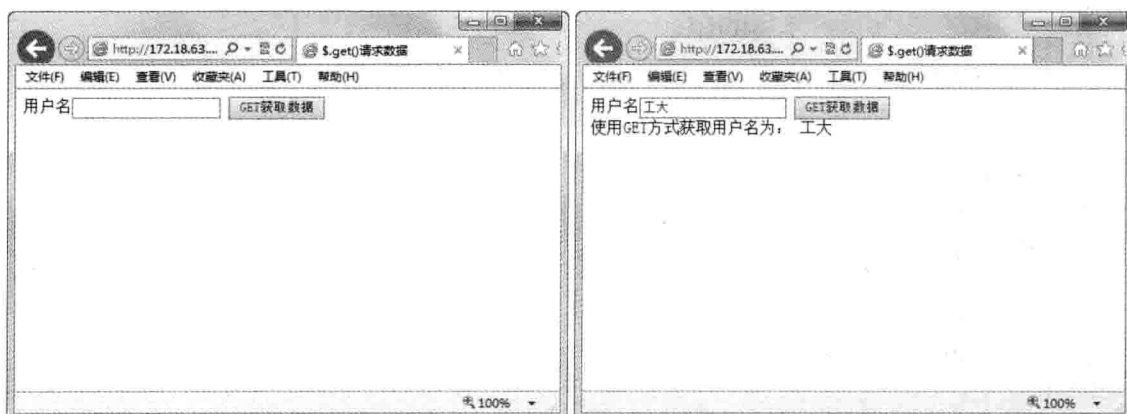 http://172.18.63....
$.get()请求数据
文件(F) 编辑(E) 查看(V) 收藏夹(A) 工具(T) 帮助(H)
用户名
GET获取数据
100%
http://172.18.63....
$.get()请求数据
文件(F) 编辑(E) 查看(V) 收藏夹(A) 工具(T) 帮助(H)
用户名 工大
GET获取数据
使用GET方式获取用户名为: 工大
100%